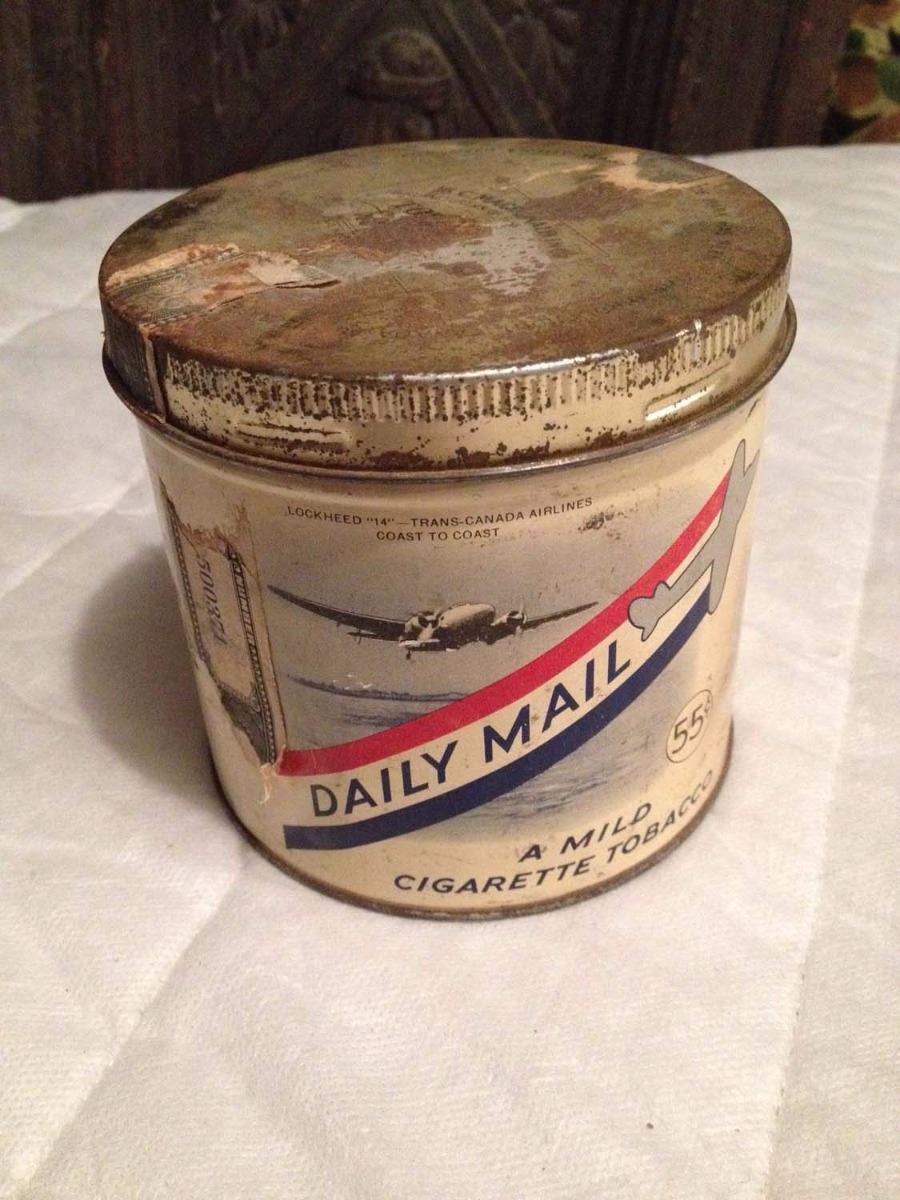 LOCKHEED "14"—TRANS-CANADA AIRLINES
COAST TO COAST
DAILY MAIL
55¢
A MILD
CIGARETTE TOBACCO